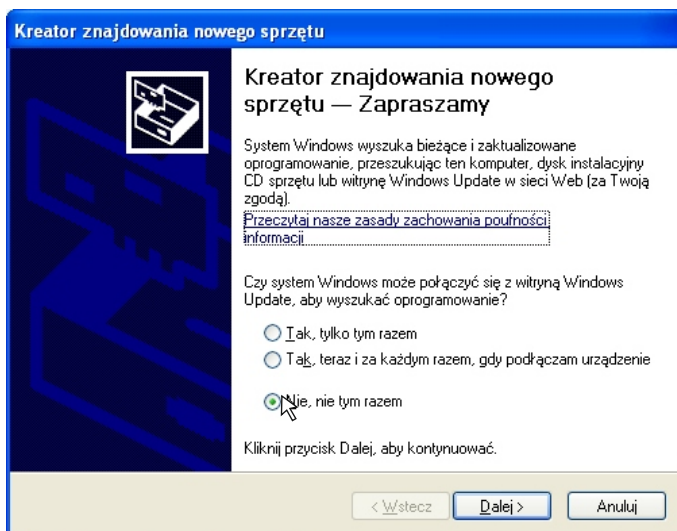 Kreator znajdowania nowego sprzętu
Kreator znajdowania nowego
sprzętu — Zapraszamy
System Windows wyszuka bieżące i zaktualizowane
oprogramowanie, przeszukując ten komputer, dysk instalacyjny
CD sprzętu lub witrynę Windows Update w sieci Web (za Twoją
zgodą).
Przeczytaj nasze zasady zachowania poufności
informacji
Czy system Windows może połączyć się z witryną Windows
Update, aby wyszukać oprogramowanie?
Tak, tylko tym razem
Tak, teraz i za każdym razem, gdy podłączam urządzenie
Nie, nie tym razem
Kliknij przycisk Dalej, aby kontynuować.
< Wstecz
Dalej >
Anuluj